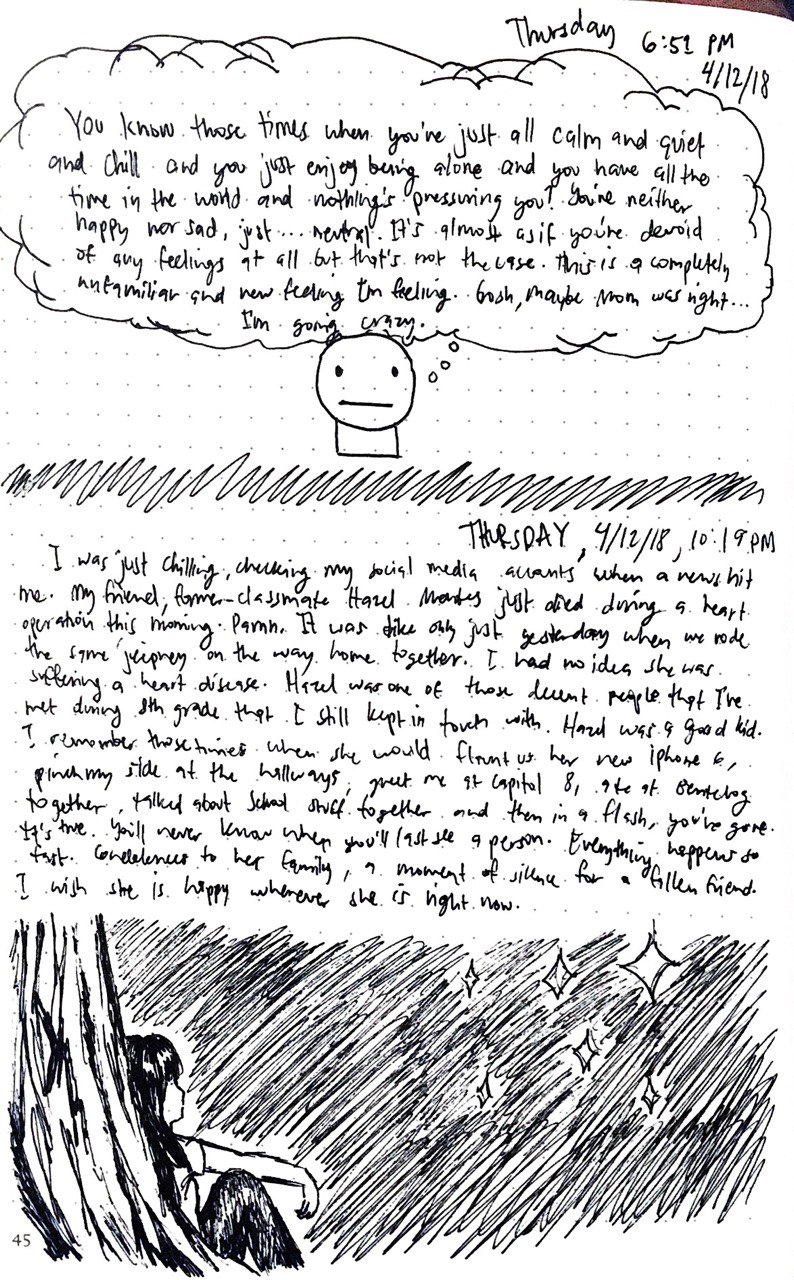 Thursday 6:51 PM
4/12/18
You know those times when you're just all calm and quiet
and chill and you just enjoy being alone and you have all the
time in the world and nothing's pressuring you? You're neither
happy nor sad, just... neutral. It's almost as if you're devoid
of any feelings at all but that's not the case. This is a completely
unfamiliar and new feeling I'm feeling. Gosh, maybe Mom was right...
I'm going crazy.
THURSDAY, 4/12/18, 10:19 PM
I was just chilling, checking my social media accounts when a news hit
me. My friend, former-classmate Hazel just died during a heart
operation this morning. Damn. It was like only just yesterday when we rode
the same jeepney on the way home together. I had no idea she was
suffering a heart disease. Hazel was one of those decent people that I've
met during 8th grade that I still kept in touch with. Hazel was a good kid.
I remember those times when she would flaunt us her new iphone 6,
pinch my side at the hallways, greet me at Capitol 8, ate at
together, talked about school stuff together and then in a flash, you're gone.
It's true. You'll never know when you'll last see a person. Everything happens so
fast. Condolences to her family, a moment of silence for a fallen friend.
I wish she is happy wherever she is right now.
45